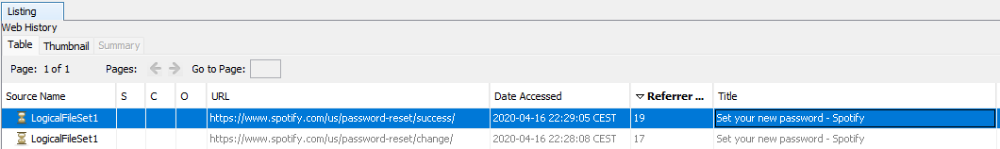 Listing
Web History
Table Thumbnail Summary
Page: 1 of 1 Pages: Go to Page:
Source Name S C O URL Date Accessed Referrer ... Title
LogicalFileSet1 https://www.spotify.com/us/password-reset/success/ 2020-04-16 22:29:05 CEST 19 Set your new password - Spotify
LogicalFileSet1 https://www.spotify.com/us/password-reset/change/ 2020-04-16 22:28:08 CEST 17 Set your new password - Spotify